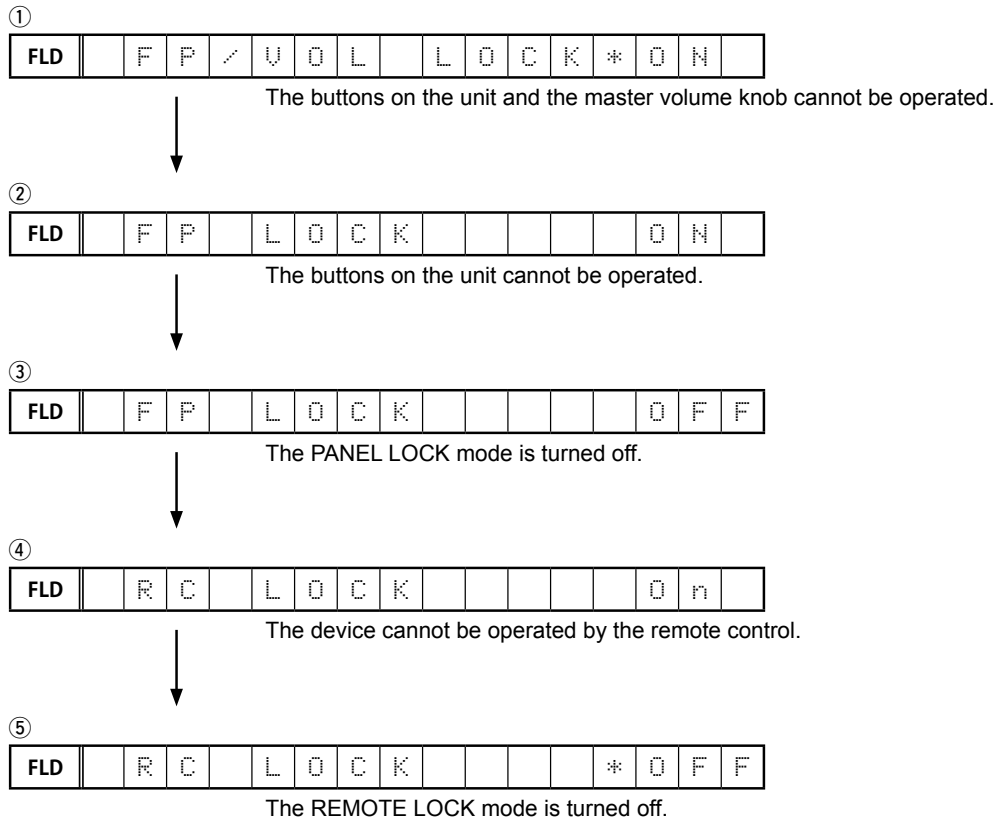 ①
FLD FP/VOL LOCK*ON
The buttons on the unit and the master volume knob cannot be operated.
②
FLD FP LOCK ON
The buttons on the unit cannot be operated.
③
FLD FP LOCK OFF
The PANEL LOCK mode is turned off.
④
FLD RC LOCK On
The device cannot be operated by the remote control.
⑤
FLD RC LOCK *OFF
The REMOTE LOCK mode is turned off.